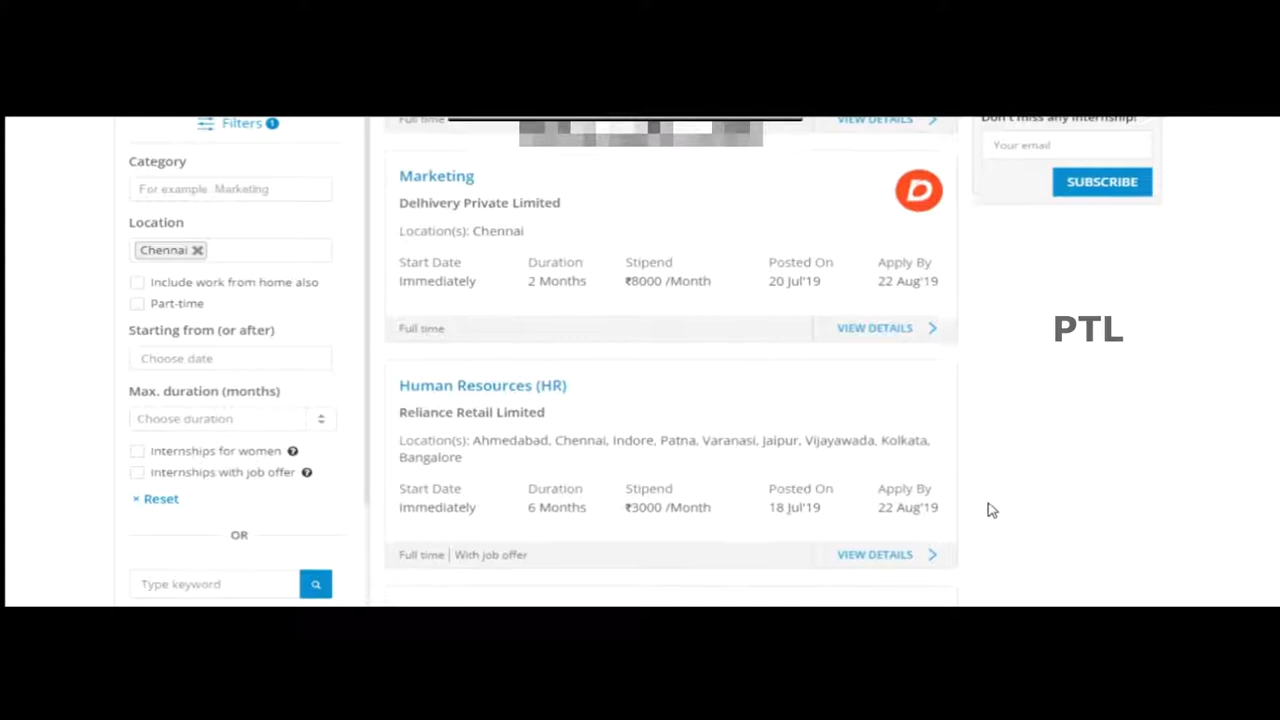 Filters 1
Category
For example Marketing
Location
Chennai
Include work from home also
Part-time
Starting from (or after)
Choose date
Max. duration (months)
Choose duration
Internships for women
Internships with job offer
× Reset
OR
Type keyword
Full time
VIEW DETAILS
Marketing
Delhivery Private Limited
Location(s): Chennai
Start Date Duration Stipend Posted On Apply By
Immediately 2 Months ₹8000 /Month 20 Jul'19 22 Aug'19
Full time VIEW DETAILS
Human Resources (HR)
Reliance Retail Limited
Location(s): Ahmedabad, Chennai, Indore, Patna, Varanasi, Jaipur, Vijayawada, Kolkata,
Bangalore
Start Date Duration Stipend Posted On Apply By
Immediately 6 Months ₹3000 /Month 18 Jul'19 22 Aug'19
Full time | With job offer VIEW DETAILS
Don't miss any internship!
Your email
SUBSCRIBE
PTL